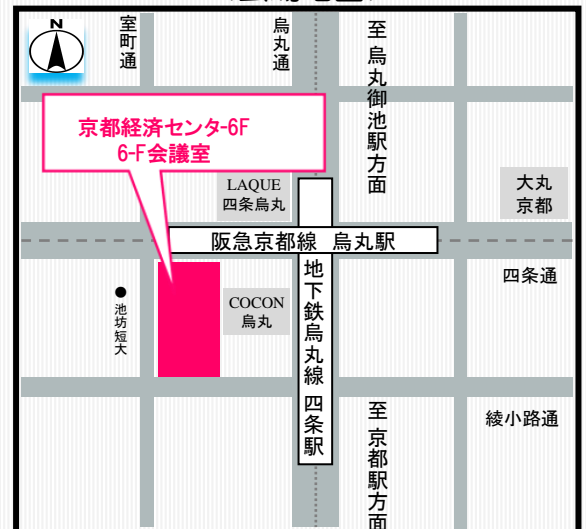 N
室町通
烏丸通
至 烏丸御池駅方面
京都経済センタ-6F
6-F会議室
LAQUE
四条烏丸
大丸
京都
阪急京都線 烏丸駅
四条通
●池坊短大
COCON
烏丸
地下鉄烏丸線 四条駅
綾小路通
至 京都駅方面